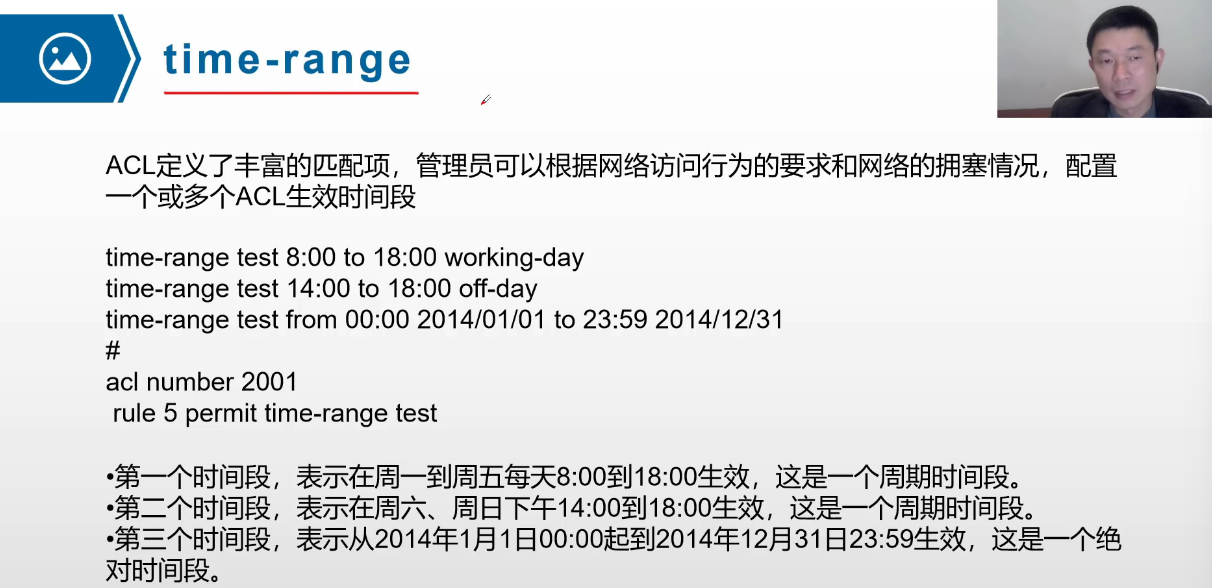 time-range
ACL定义了丰富的匹配项，管理员可以根据网络访问行为的要求和网络的拥塞情况，配置
一个或多个ACL生效时间段
time-range test 8:00 to 18:00 working-day
time-range test 14:00 to 18:00 off-day
time-range test from 00:00 2014/01/01 to 23:59 2014/12/31
#
acl number 2001
rule 5 permit time-range test
•第一个时间段，表示在周一到周五每天8:00到18:00生效，这是一个周期时间段。
•第二个时间段，表示在周六、周日下午14:00到18:00生效，这是一个周期时间段。
•第三个时间段，表示从2014年1月1日00:00起到2014年12月31日23:59生效，这是一个绝
对时间段。